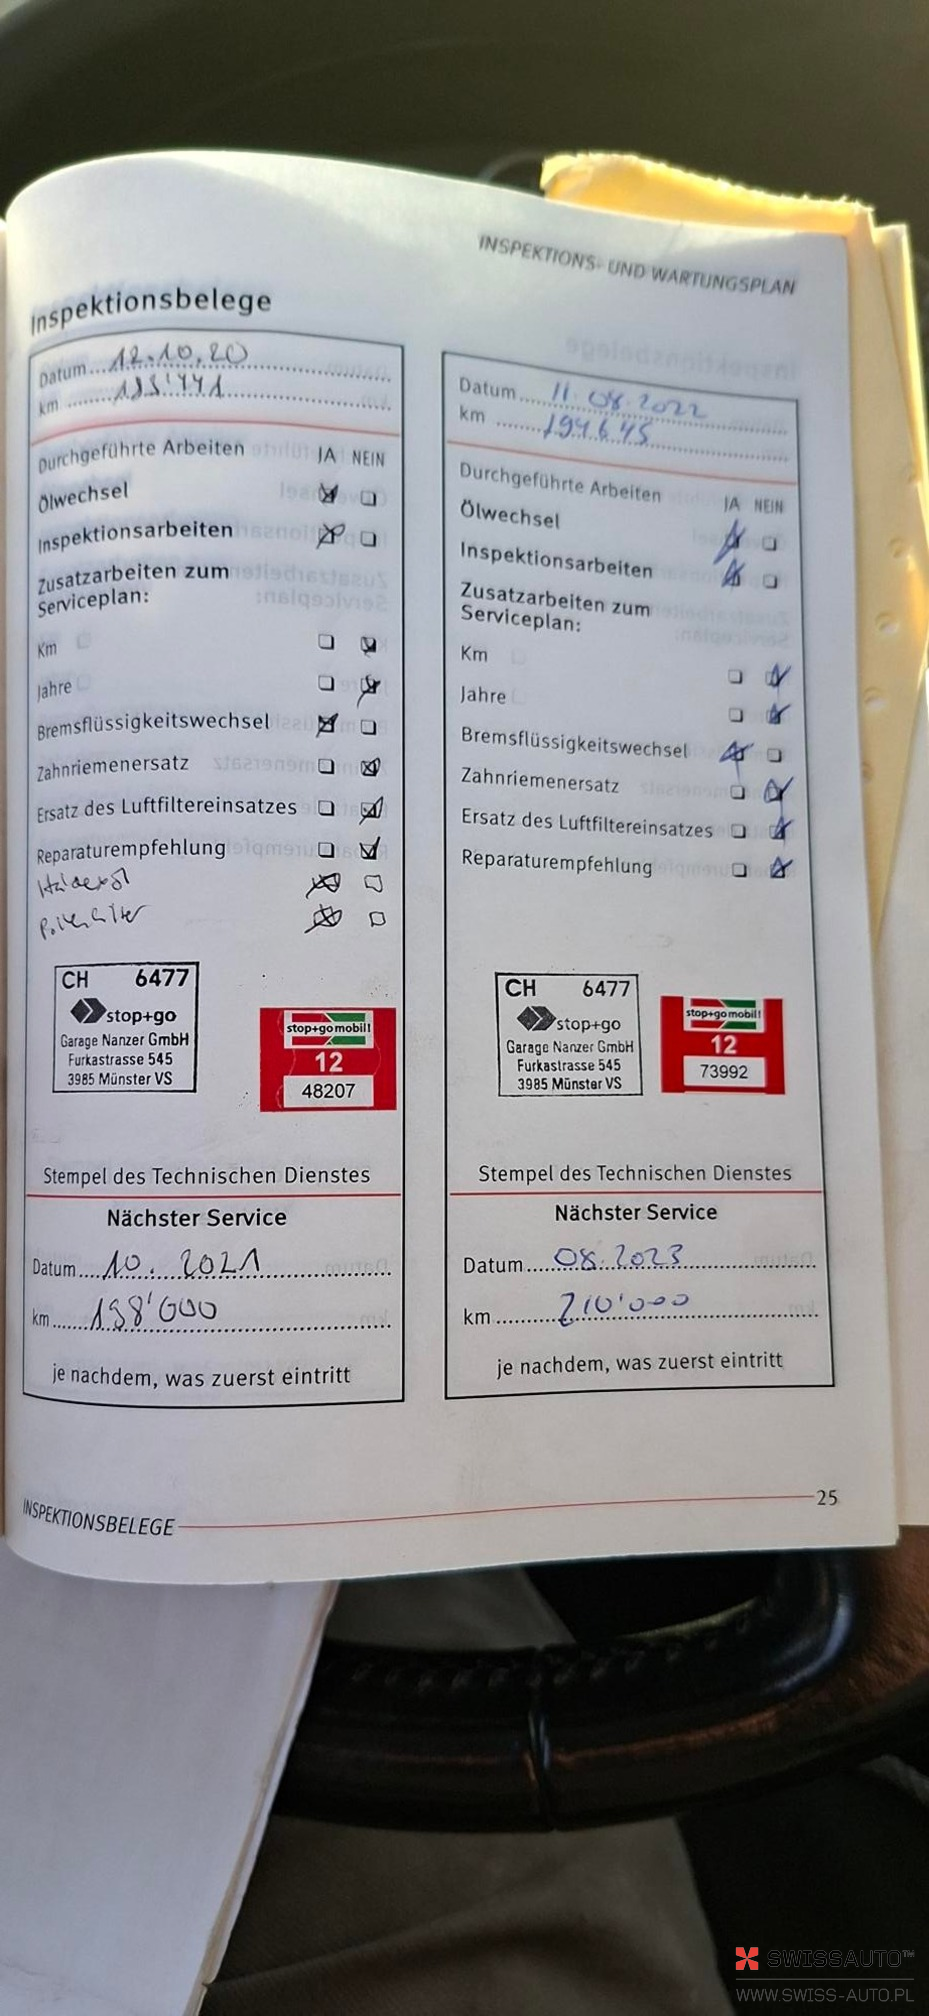 INSPEKTIONS- UND WARTUNGSPLAN
Inspektionsbelege
Datum 12.10.20
km
Durchgeführte Arbeiten JA NEIN
Ölwechsel
Inspektionsarbeiten
Zusatzarbeiten zum
Serviceplan:
Km
Jahre
Bremsflüssigkeitswechsel
Zahnriemenersatz
Ersatz des Luftfiltereinsatzes
Reparaturempfehlung
Pollenfilter
CH 6477
stop+go
Garage Nanzer GmbH
Furkastrasse 545
3985 Münster VS
stop+go mobil!
12
48207
Stempel des Technischen Dienstes
Nächster Service
Datum 10. 2021
km 198'000
je nachdem, was zuerst eintritt
Datum 11.08.2022
km 194645
Durchgeführte Arbeiten JA NEIN
Ölwechsel
Inspektionsarbeiten
Zusatzarbeiten zum
Serviceplan:
Km
Jahre
Bremsflüssigkeitswechsel
Zahnriemenersatz
Ersatz des Luftfiltereinsatzes
Reparaturempfehlung
CH 6477
stop+go
Garage Nanzer GmbH
Furkastrasse 545
3985 Münster VS
stop+go mobil!
12
73992
Stempel des Technischen Dienstes
Nächster Service
Datum 08.2023
km 210'000
je nachdem, was zuerst eintritt
INSPEKTIONSBELEGE 25
SWISSAUTO™
WWW.SWISS-AUTO.PL